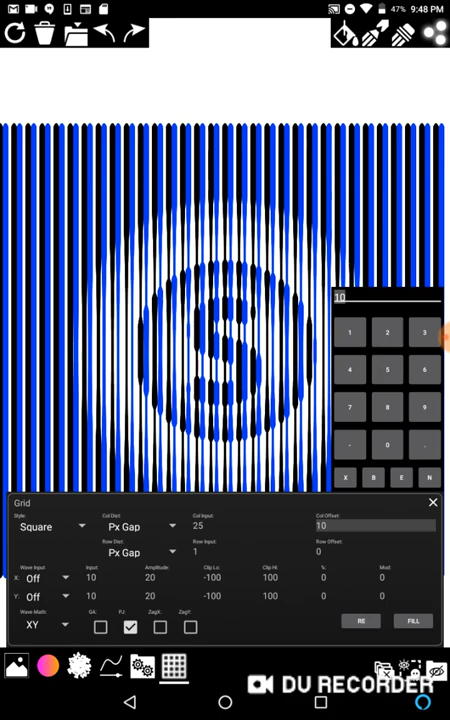 47% 9:48 PM
S
10
1 2 3
4 5 6
7 8 9
- 0 .
X B E N
Grid
Style: Col Dist: Col Input: Col Offset:
Square Px Gap 25 10
Row Dist: Row Input: Row Offset:
Px Gap 1 0
Wave Input: Input: Amplitude: Clip Lo: Clip Hi: %: Mod:
X: Off 10 20 -100 100 0 0
Y: Off 10 20 -100 100 0 0
Wave Math: GA: PJ: ZagX: ZagY:
XY RE FILL
DU RECORDER